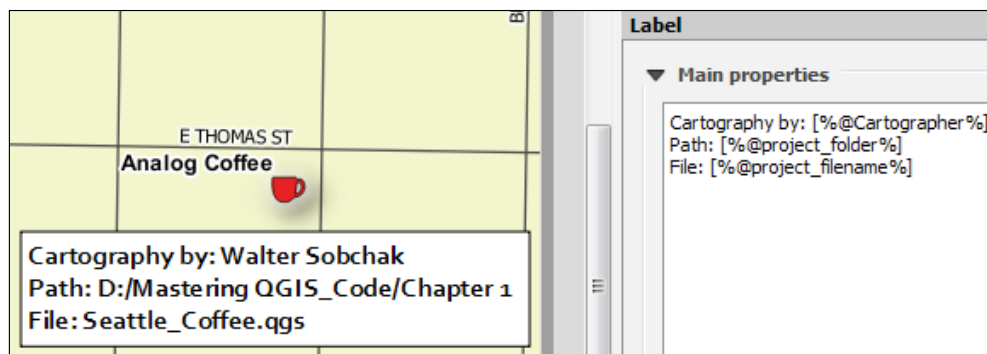 E THOMAS ST
Analog Coffee
Cartography by: Walter Sobchak
Path: D:/Mastering QGIS_Code/Chapter 1
File: Seattle_Coffee.qgs
Label
Main properties
Cartography by: [%@Cartographer%]
Path: [%@project_folder%]
File: [%@project_filename%]